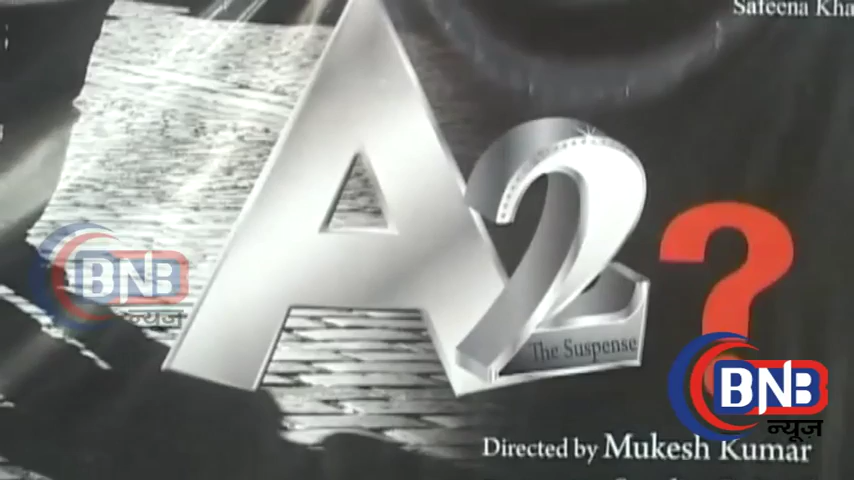 Safeena Kha
A2
The Suspense
?
BNB
न्यूज़
BNB
न्यूज़
Directed by Mukesh Kumar